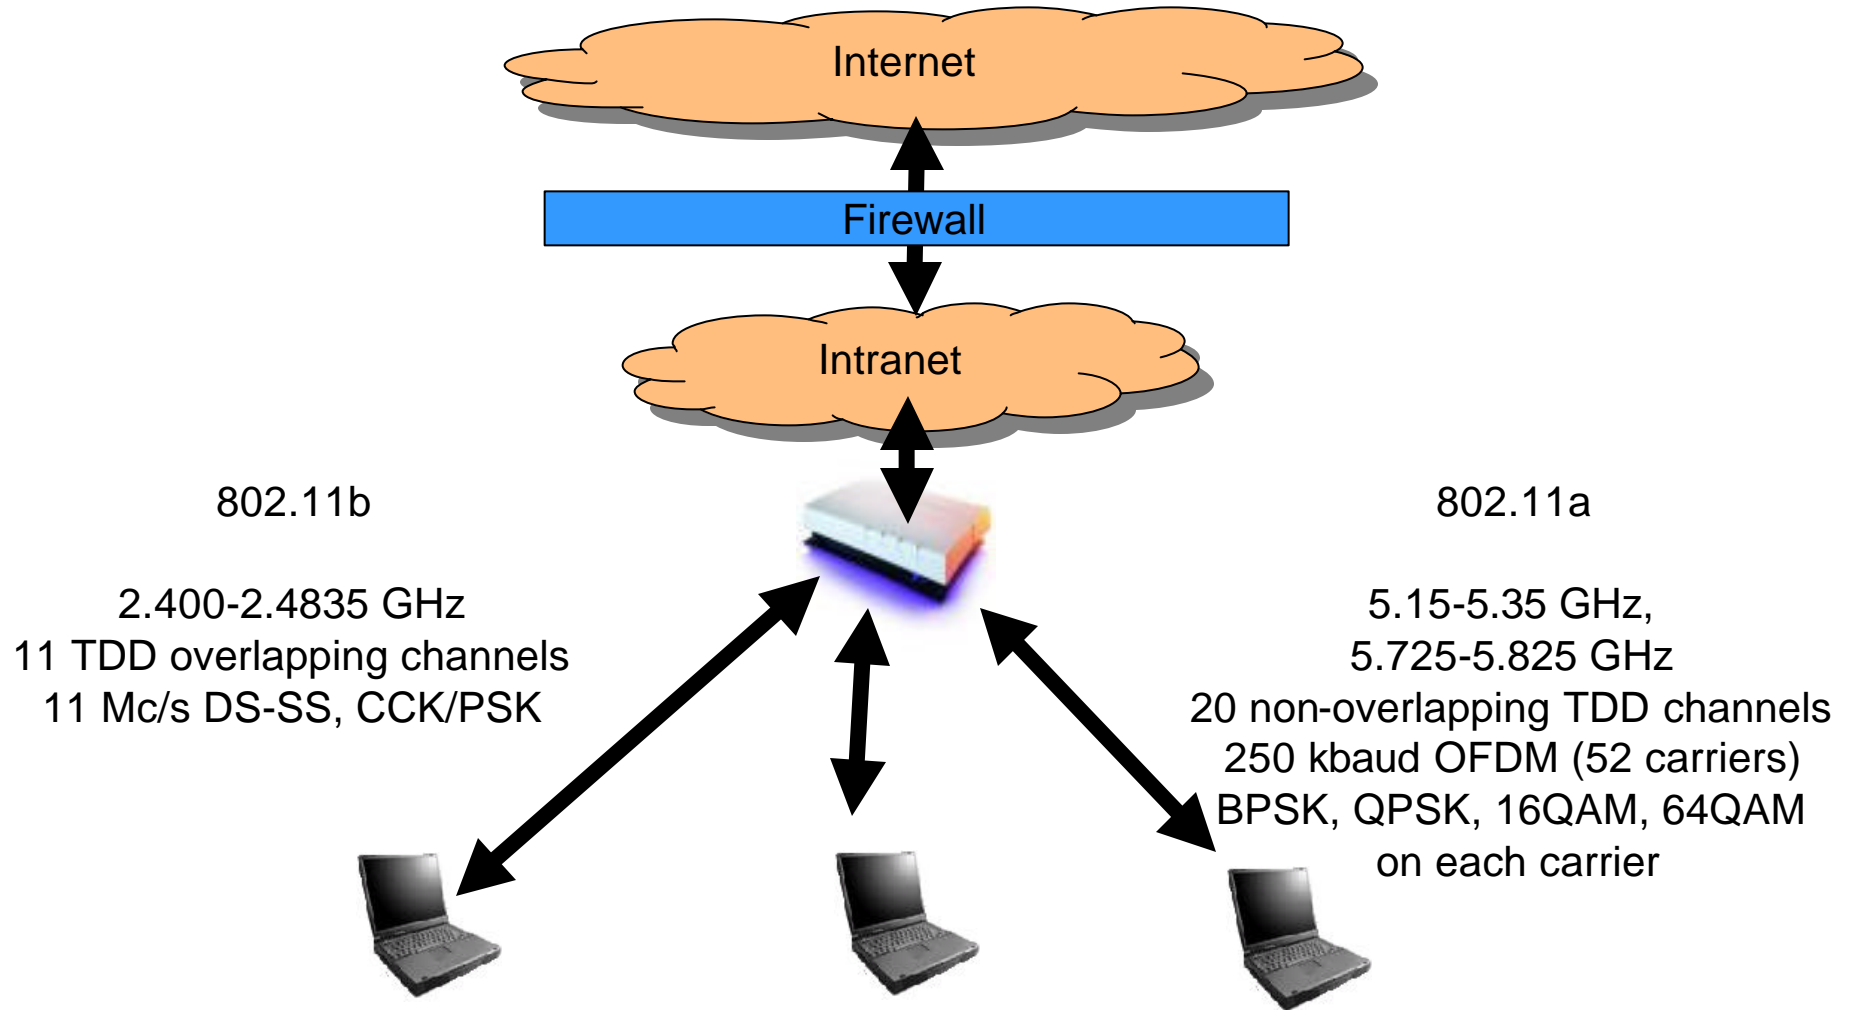 Internet
Firewall
Intranet
802.11b
2.400-2.4835 GHz
11 TDD overlapping channels
11 Mc/s DS-SS, CCK/PSK
802.11a
5.15-5.35 GHz,
5.725-5.825 GHz
20 non-overlapping TDD channels
250 kbaud OFDM (52 carriers)
BPSK, QPSK, 16QAM, 64QAM
on each carrier